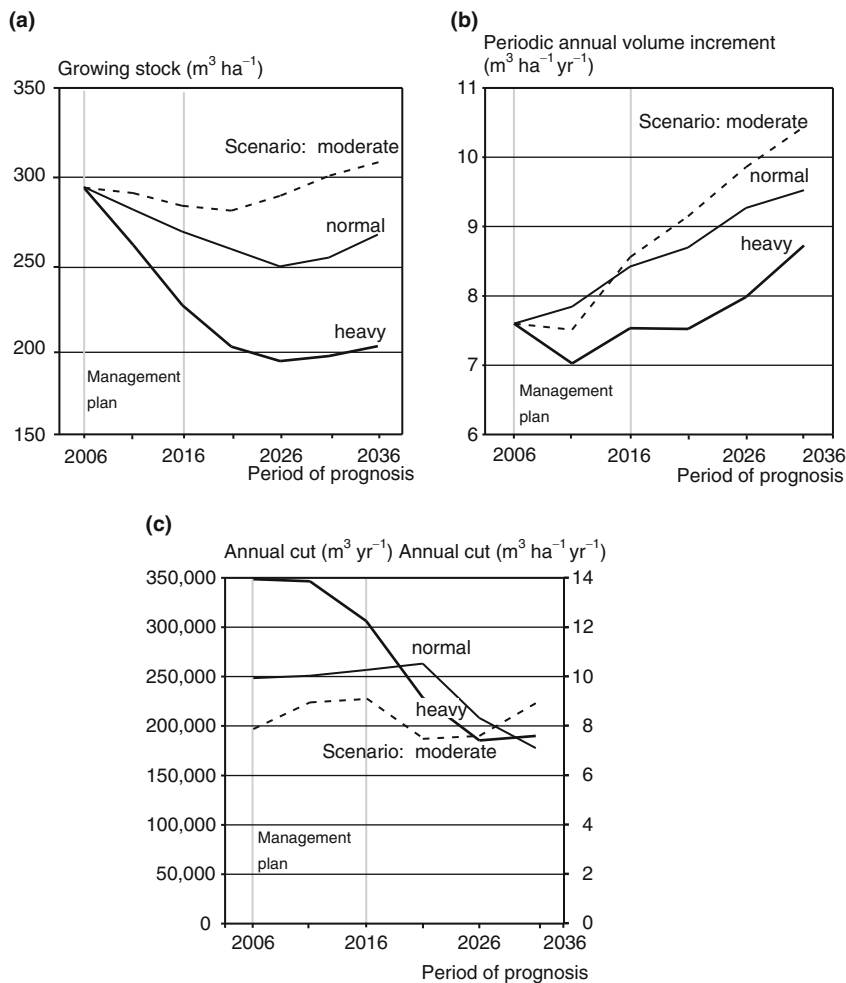 (a)
Growing stock (m³ ha⁻¹)
350
300
250
200
150
Scenario: moderate
normal
heavy
Management
plan
2006 2016 2026 2036
Period of prognosis
(b)
Periodic annual volume increment
(m³ ha⁻¹ yr⁻¹)
11
10
9
8
7
6
Scenario: moderate
normal
heavy
Management
plan
2006 2016 2026 2036
Period of prognosis
(c)
Annual cut (m³ yr⁻¹) Annual cut (m³ ha⁻¹ yr⁻¹)
350,000 14
300,000 12
250,000 10
200,000 8
150,000 6
100,000 4
50,000 2
0 0
normal
heavy
Scenario: moderate
Management
plan
2006 2016 2026 2036
Period of prognosis